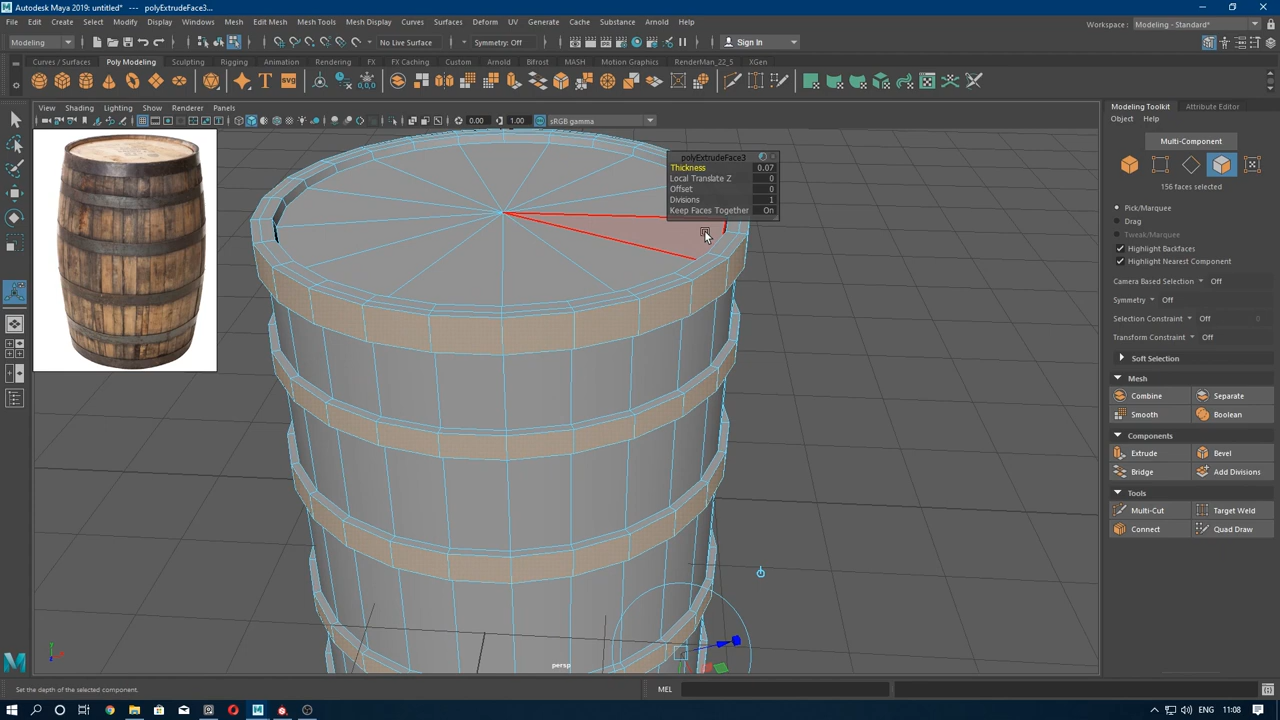 Autodesk Maya 2019: untitled* --- polyExtrudeFace3...
File Edit Create Select Modify Display Windows Mesh Edit Mesh Mesh Tools Mesh Display Curves Surfaces Deform UV Generate Cache Substance Arnold Help
Workspace : Modeling - Standard*
Modeling No Live Surface Symmetry: Off Sign In
Curves / Surfaces Poly Modeling Sculpting Rigging Animation Rendering FX FX Caching Custom Arnold Bifrost MASH Motion Graphics RenderMan_22_5 XGen
SVG
0,0,0
View Shading Lighting Show Renderer Panels
0.00 1.00 sRGB gamma
polyExtrudeFace3
Thickness 0.07
Local Translate Z 0
Offset 0
Divisions 1
Keep Faces Together On
persp
Modeling Toolkit Attribute Editor
Object Help
Multi-Component
156 faces selected
Pick/Marquee
Drag
Tweak/Marquee
Highlight Backfaces
Highlight Nearest Component
Camera Based Selection Off
Symmetry Off
Selection Constraint Off 0
Transform Constraint Off
Soft Selection
Mesh
Combine Separate
Smooth Boolean
Components
Extrude Bevel
Bridge Add Divisions
Tools
Multi-Cut Target Weld
Connect Quad Draw
Set the depth of the selected component.
MEL
ENG 11:08